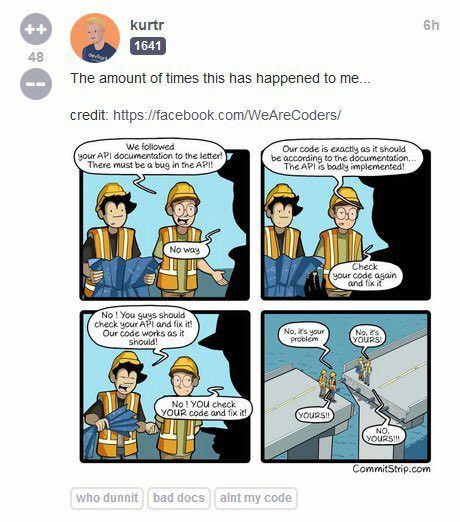 ++
48
--
kurtr
1641
6h
The amount of times this has happened to me...
credit: https://facebook.com/WeAreCoders/
We followed
your API documentation to the letter!
There must be a bug in the API!
No way
Our code is exactly as it should
be according to the documentation...
The API is badly implemented!
Check
your code again
and fix it
No ! You guys should
check your API and fix it!
Our code works as it
should!
No ! YOU check
YOUR code and fix it!
No, it's your
problem
No, it's
YOURS!
YOURS!!
NO,
YOURS!!!
CommitStrip.com
who dunnit
bad docs
aint my code